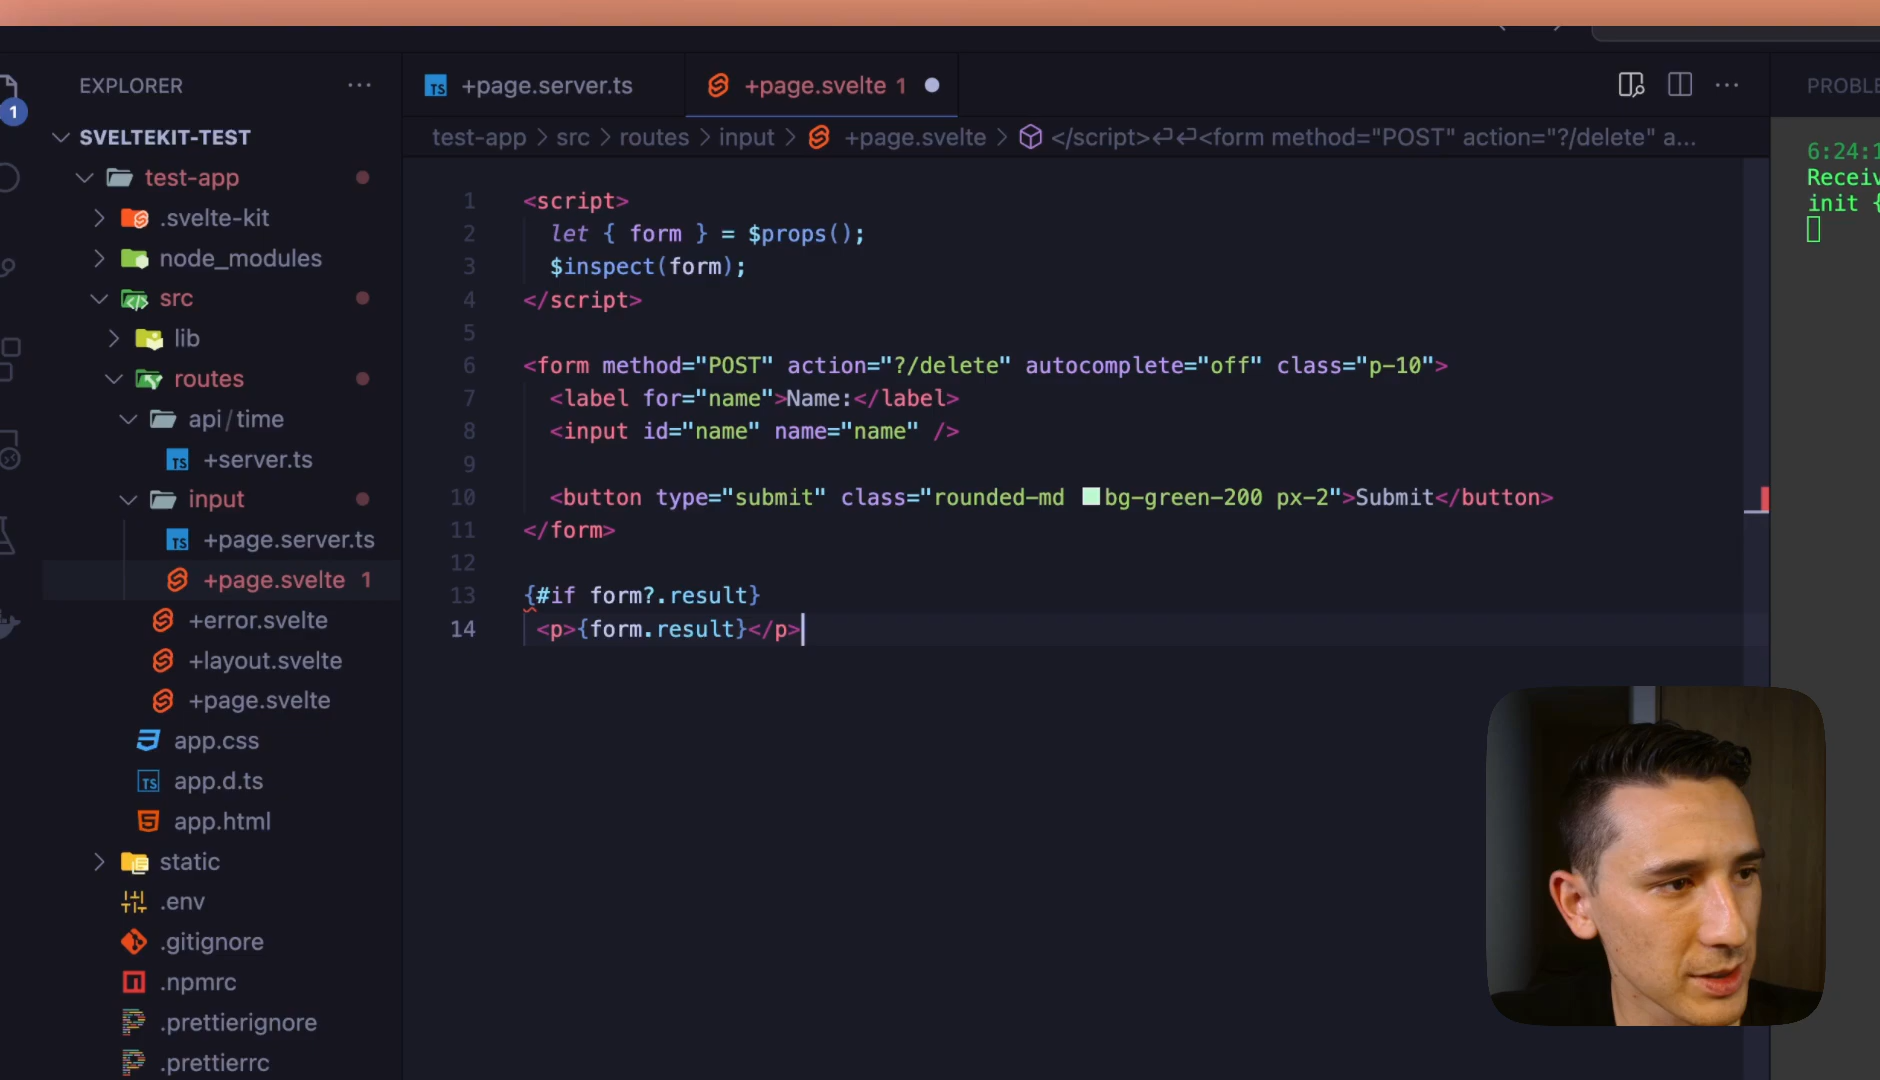 EXPLORER
SVELTEKIT-TEST
test-app
.svelte-kit
node_modules
src
lib
routes
api/time
+server.ts
input
+page.server.ts
+page.svelte 1
+error.svelte
+layout.svelte
+page.svelte
app.css
app.d.ts
app.html
static
.env
.gitignore
.npmrc
.prettierignore
.prettierrc
1
+page.server.ts
+page.svelte 1
test-app > src > routes > input > +page.svelte > </script>↵↵<form method="POST" action="?/delete" a...
1 <script>
2 let { form } = $props();
3 $inspect(form);
4 </script>
5
6 <form method="POST" action="?/delete" autocomplete="off" class="p-10">
7 <label for="name">Name:</label>
8 <input id="name" name="name" />
9
10 <button type="submit" class="rounded-md bg-green-200 px-2">Submit</button>
11 </form>
12
13 {#if form?.result}
14 <p>{form.result}</p>
PROBLE
6:24:1
Receiv
init {